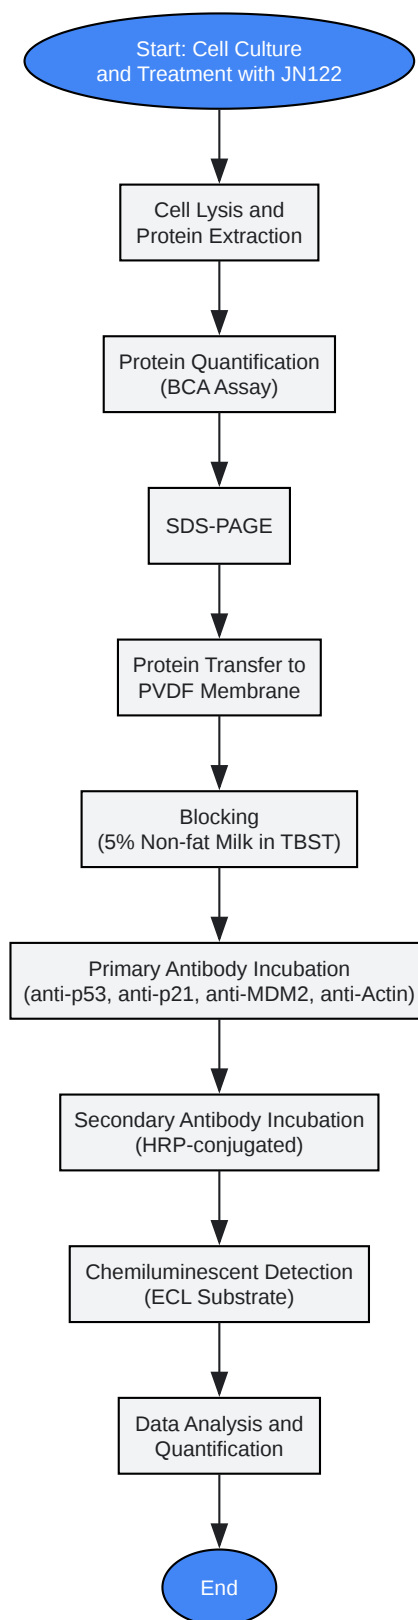 Start: Cell Culture
and Treatment with JN122
Cell Lysis and
Protein Extraction
Protein Quantification
(BCA Assay)
SDS-PAGE
Protein Transfer to
PVDF Membrane
Blocking
(5% Non-fat Milk in TBST)
Primary Antibody Incubation
(anti-p53, anti-p21, anti-MDM2, anti-Actin)
Secondary Antibody Incubation
(HRP-conjugated)
Chemiluminescent Detection
(ECL Substrate)
Data Analysis and
Quantification
End